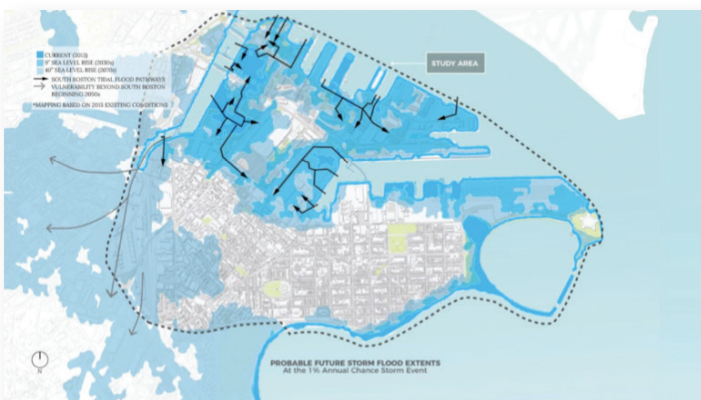 CURRENT (2013)
9" SEA LEVEL RISE (2030s)
40" SEA LEVEL RISE (2070s)
SOUTH BOSTON TIDAL FLOOD PATHWAYS
VULNERABILITY BEYOND SOUTH BOSTON
BEGINNING 2050s
*MAPPING BASED ON 2013 EXISTING CONDITIONS
STUDY AREA
N
PROBABLE FUTURE STORM FLOOD EXTENTS
At the 1% Annual Chance Storm Event